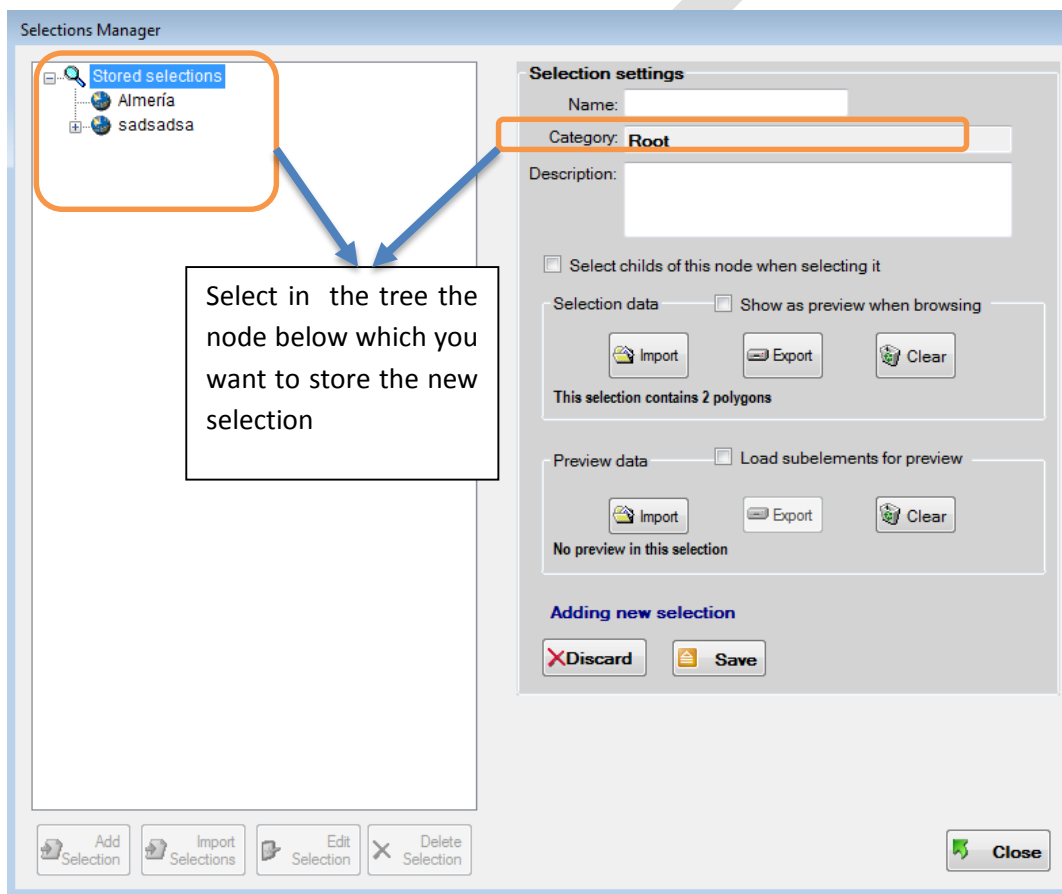 Selections Manager
Stored selections
Almería
sadsadsa
Select in the tree the
node below which you
want to store the new
selection
Selection settings
Name:
Category: Root
Description:
Select childs of this node when selecting it
Selection data Show as preview when browsing
Import Export Clear
This selection contains 2 polygons
Preview data Load subelements for preview
Import Export Clear
No preview in this selection
Adding new selection
Discard Save
Add Selection
Import Selections
Edit Selection
Delete Selection
Close